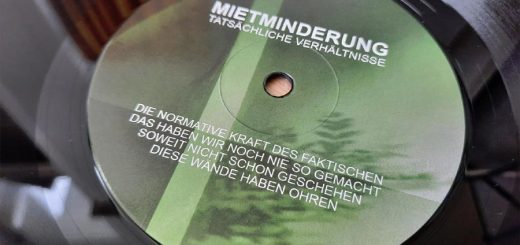 MIETMINDERUNG
TATSÄCHLICHE VERHÄLTNISSE
DIE NORMATIVE KRAFT DES FAKTISCHEN
DAS HABEN WIR NOCH NIE SO GEMACHT
SOWEIT NICHT SCHON GESCHEHEN
DIESE WÄNDE HABEN OHREN